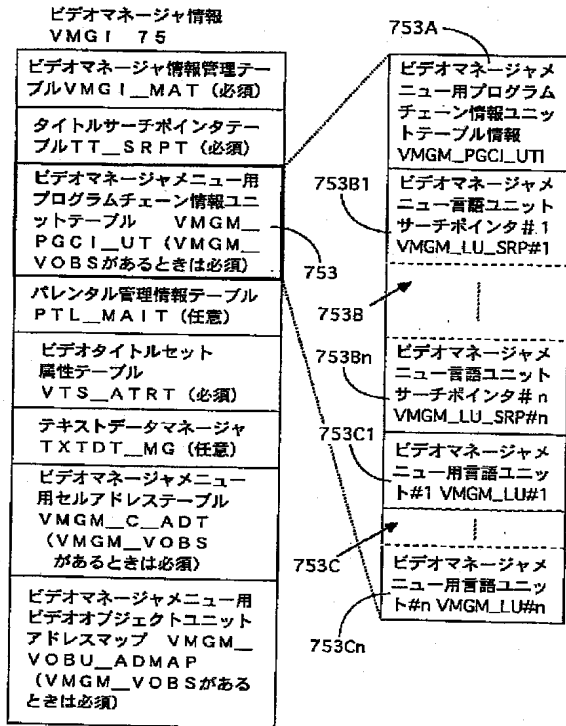 ビデオマネージャ情報
VMGI 75
ビデオマネージャ情報管理テー
ブルVMGI__MAT (必須)
タイトルサーチポインタテー
ブルTT__SRPT (必須)
ビデオマネージャメニュー用
プログラムチェーン情報ユニ
ットテーブル VMGM__
PGCI__UT (VMGM__
VOBSがあるときは必須)
パレンタル管理情報テーブル
PTL__MAIT (任意)
ビデオタイトルセット
属性テーブル
VTS__ATRT (必須)
テキストデータマネージャ
TXTDT__MG (任意)
ビデオマネージャメニュー
用セルアドレステーブル
VMGM__C__ADT
(VMGM__VOBS
があるときは必須)
ビデオマネージャメニュー用
ビデオオブジェクトユニット
アドレスマップ VMGM__
VOBU__ADMAP
(VMGM__VOBSがある
ときは必須)
753
753A
ビデオマネージャメ
ニュー用プログラム
チェーン情報ユニッ
トテーブル情報
VMGM_PGCI_UTI
753B1
ビデオマネージャメ
ニュー言語ユニット
サーチポインタ#1
VMGM_LU_SRP#1
753B
753Bn
ビデオマネージャメ
ニュー言語ユニット
サーチポインタ#n
VMGM_LU_SRP#n
753C1
ビデオマネージャメ
ニュー用言語ユニッ
ト#1 VMGM_LU#1
753C
753Cn
ビデオマネージャメ
ニュー用言語ユニッ
ト#n VMGM_LU#n